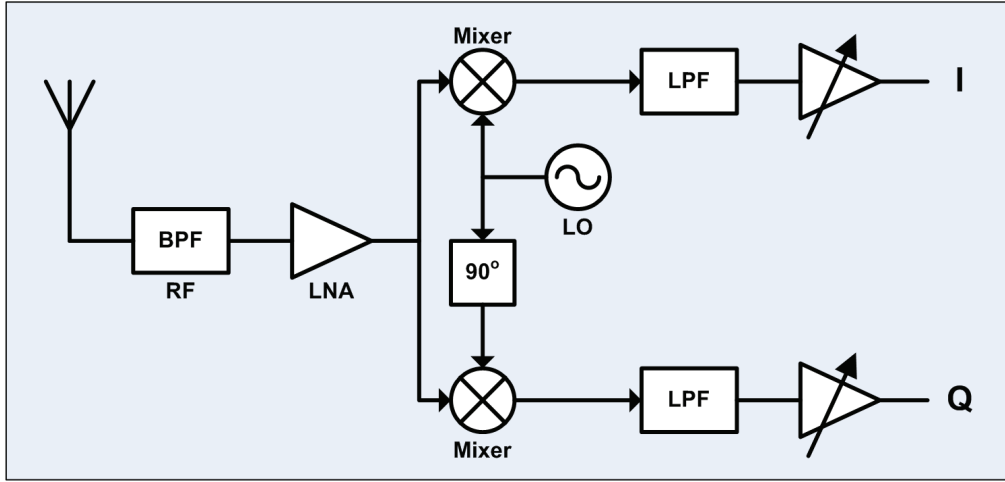 Mixer
LPF
I
LO
BPF
RF
LNA
90°
LPF
Q
Mixer